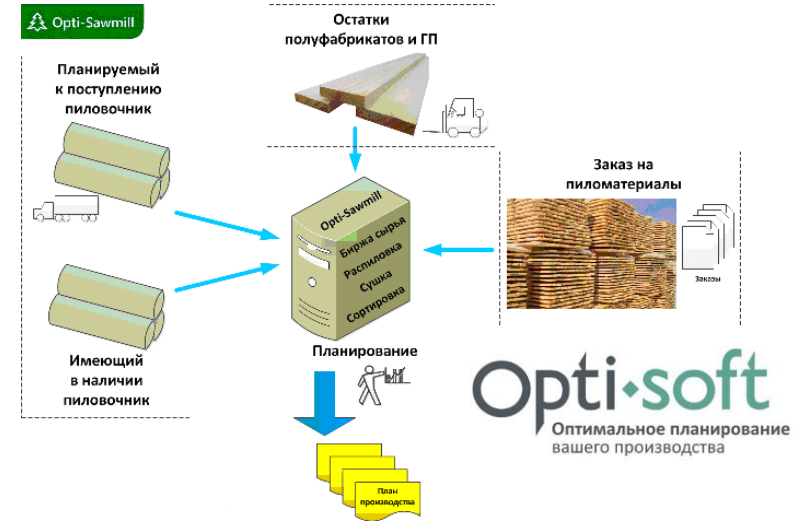 Opti-Sawmill
Остатки
полуфабрикатов и ГП
Планируемый
к поступлению
пиловочник
Заказ на
пиломатериалы
Заказы
Opti-Sawmill
Биржа сырья
Распиловка
Сушка
Сортировка
Имеющий
в наличии
пиловочник
Планирование
План
производства
Opti·soft
Оптимальное планирование
вашего производства